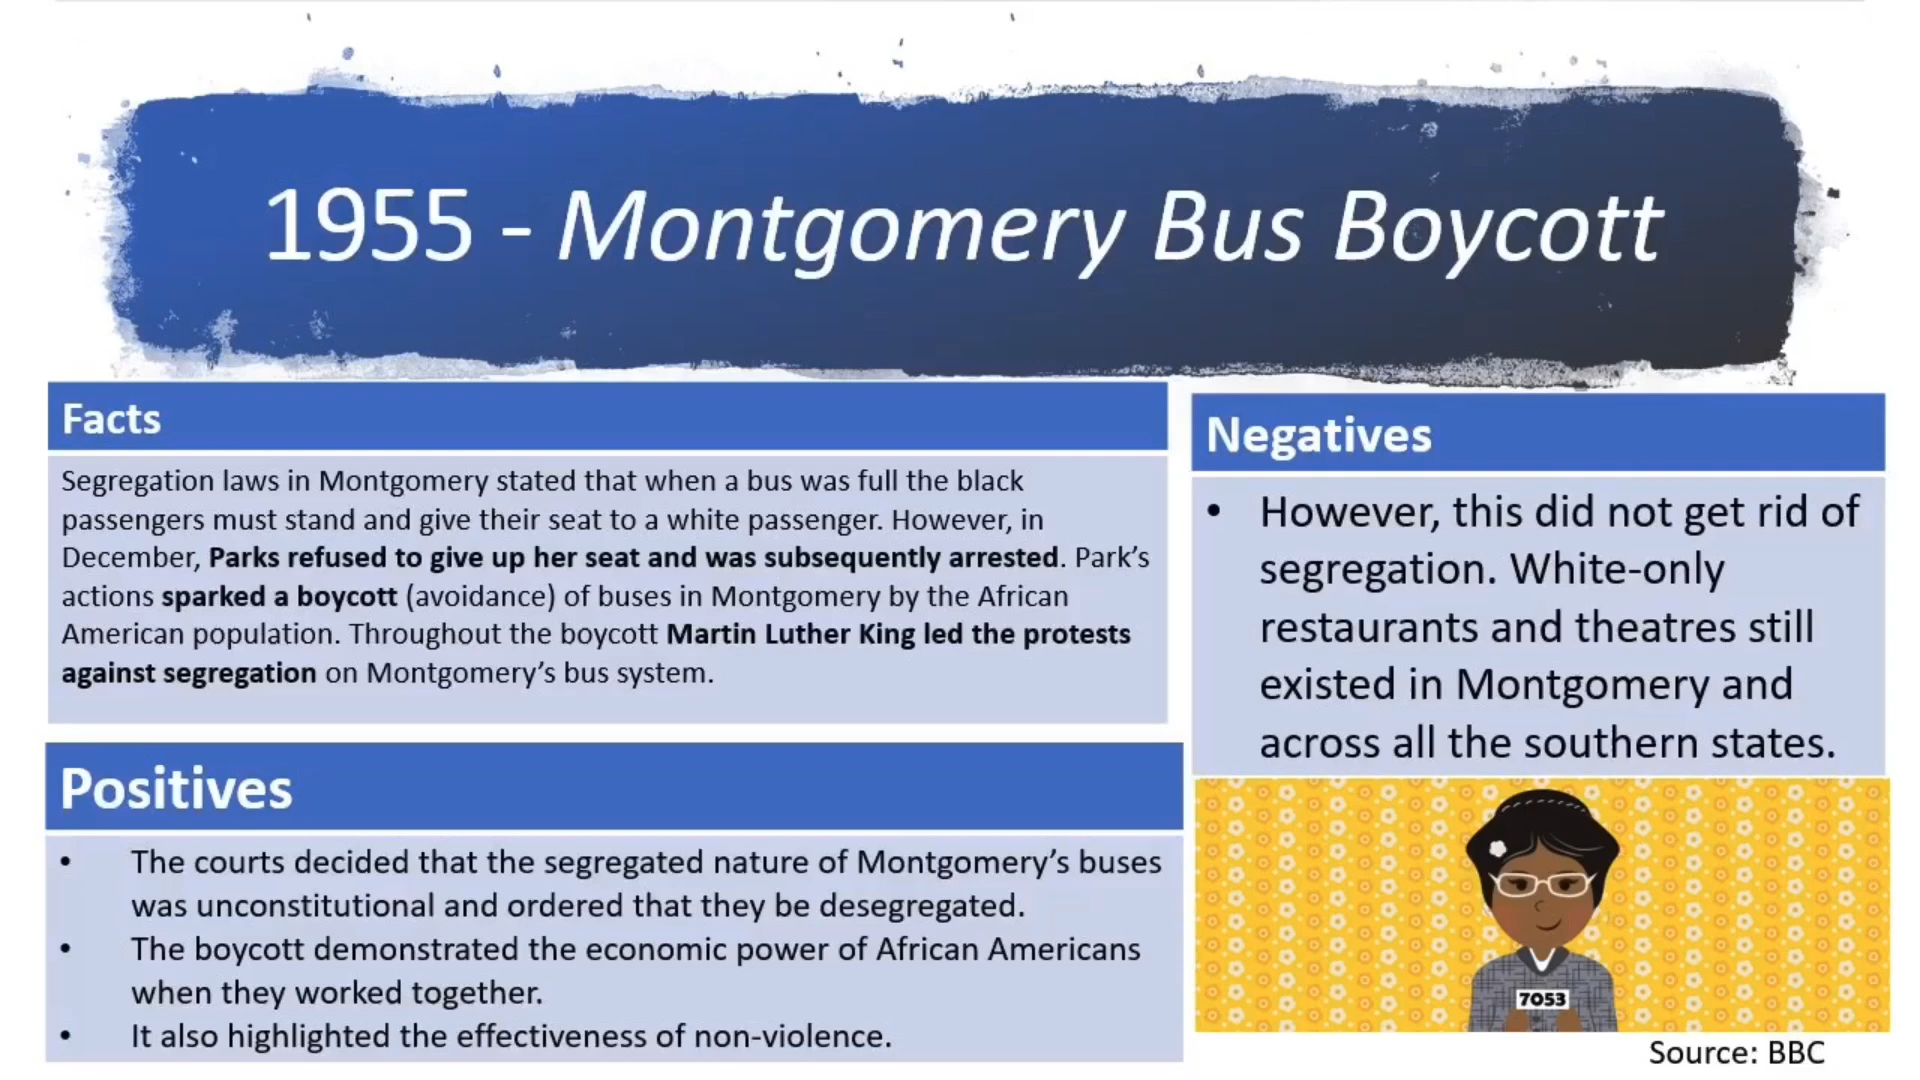 1955 - Montgomery Bus Boycott
Facts
Segregation laws in Montgomery stated that when a bus was full the black
passengers must stand and give their seat to a white passenger. However, in
December, Parks refused to give up her seat and was subsequently arrested. Park’s
actions sparked a boycott (avoidance) of buses in Montgomery by the African
American population. Throughout the boycott Martin Luther King led the protests
against segregation on Montgomery’s bus system.
Positives
• The courts decided that the segregated nature of Montgomery’s buses
was unconstitutional and ordered that they be desegregated.
• The boycott demonstrated the economic power of African Americans
when they worked together.
• It also highlighted the effectiveness of non-violence.
Negatives
• However, this did not get rid of
segregation. White-only
restaurants and theatres still
existed in Montgomery and
across all the southern states.
7053
Source: BBC